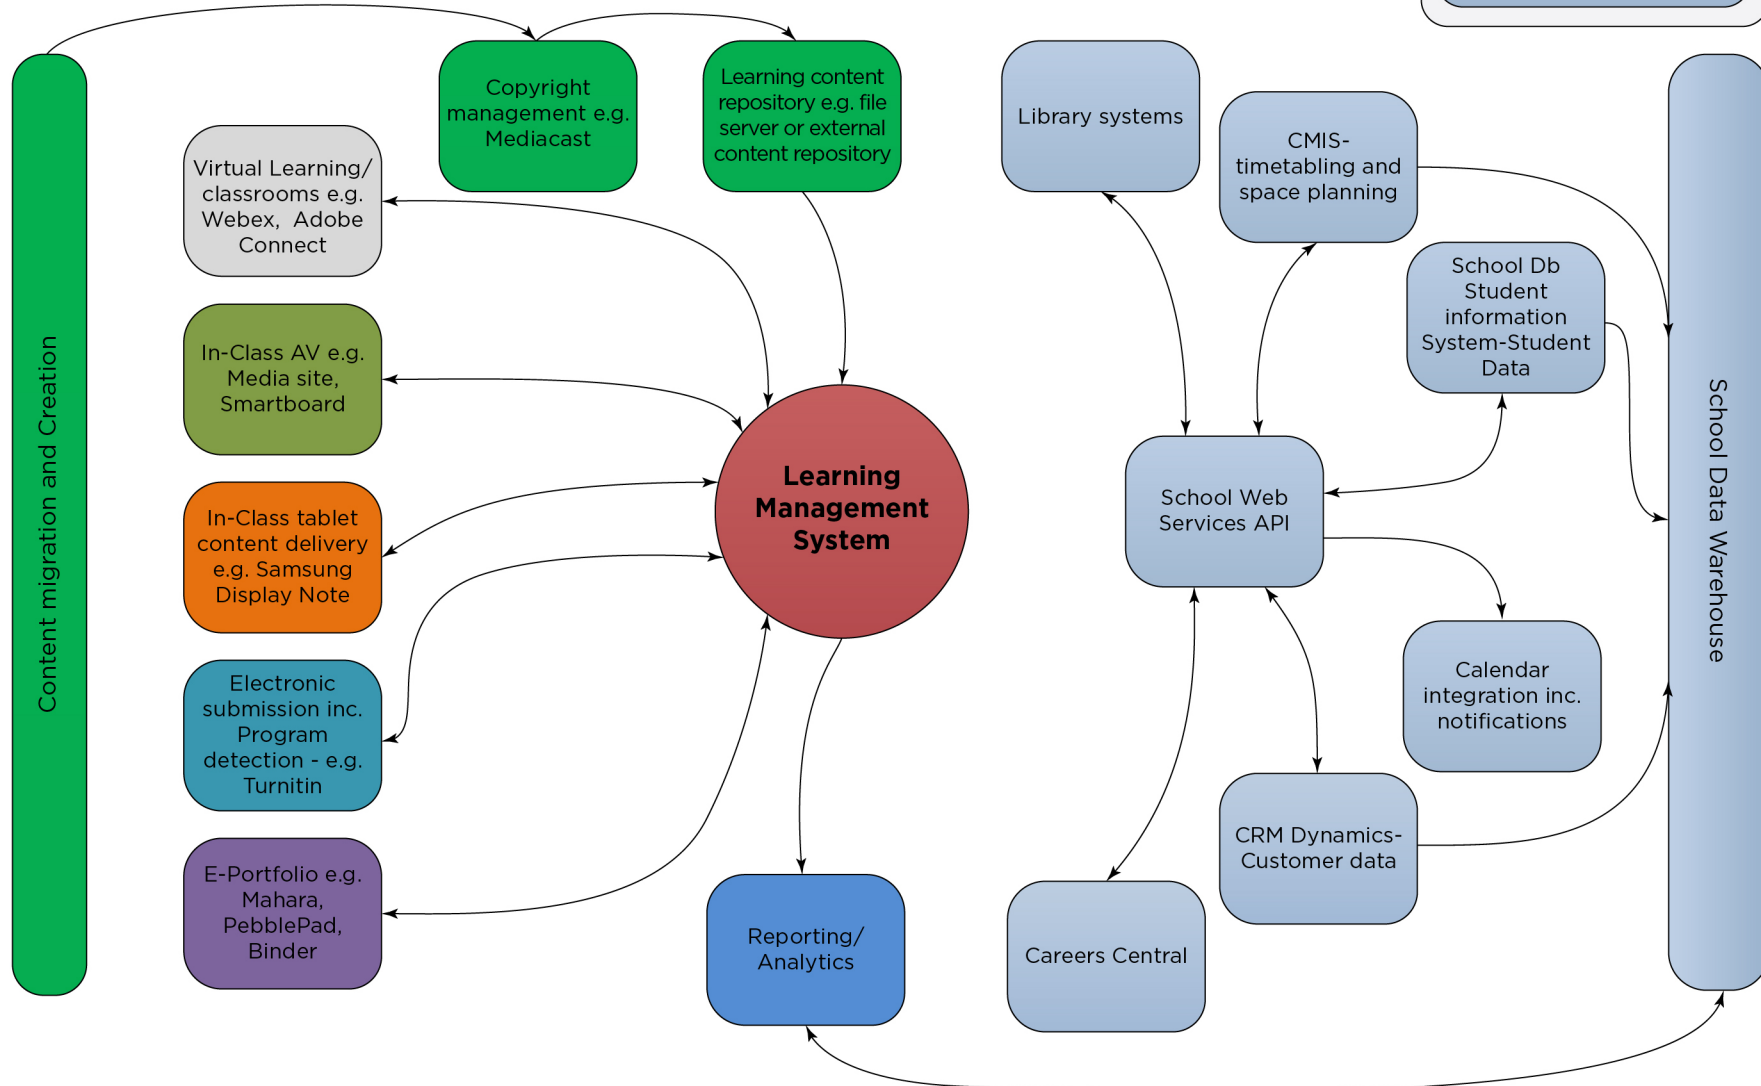 Content migration and Creation
Copyright
management e.g.
Mediacast
Learning content
repository e.g. file
server or external
content repository
Virtual Learning/
classrooms e.g.
Webex, Adobe
Connect
In-Class AV e.g.
Media site,
Smartboard
In-Class tablet
content delivery
e.g. Samsung
Display Note
Electronic
submission inc.
Program
detection - e.g.
Turnitin
E-Portfolio e.g.
Mahara,
PebblePad,
Binder
Learning
Management
System
Reporting/
Analytics
Library systems
CMIS-
timetabling and
space planning
School Db
Student
information
System-Student
Data
School Web
Services API
Calendar
integration inc.
notifications
CRM Dynamics-
Customer data
Careers Central
School Data Warehouse